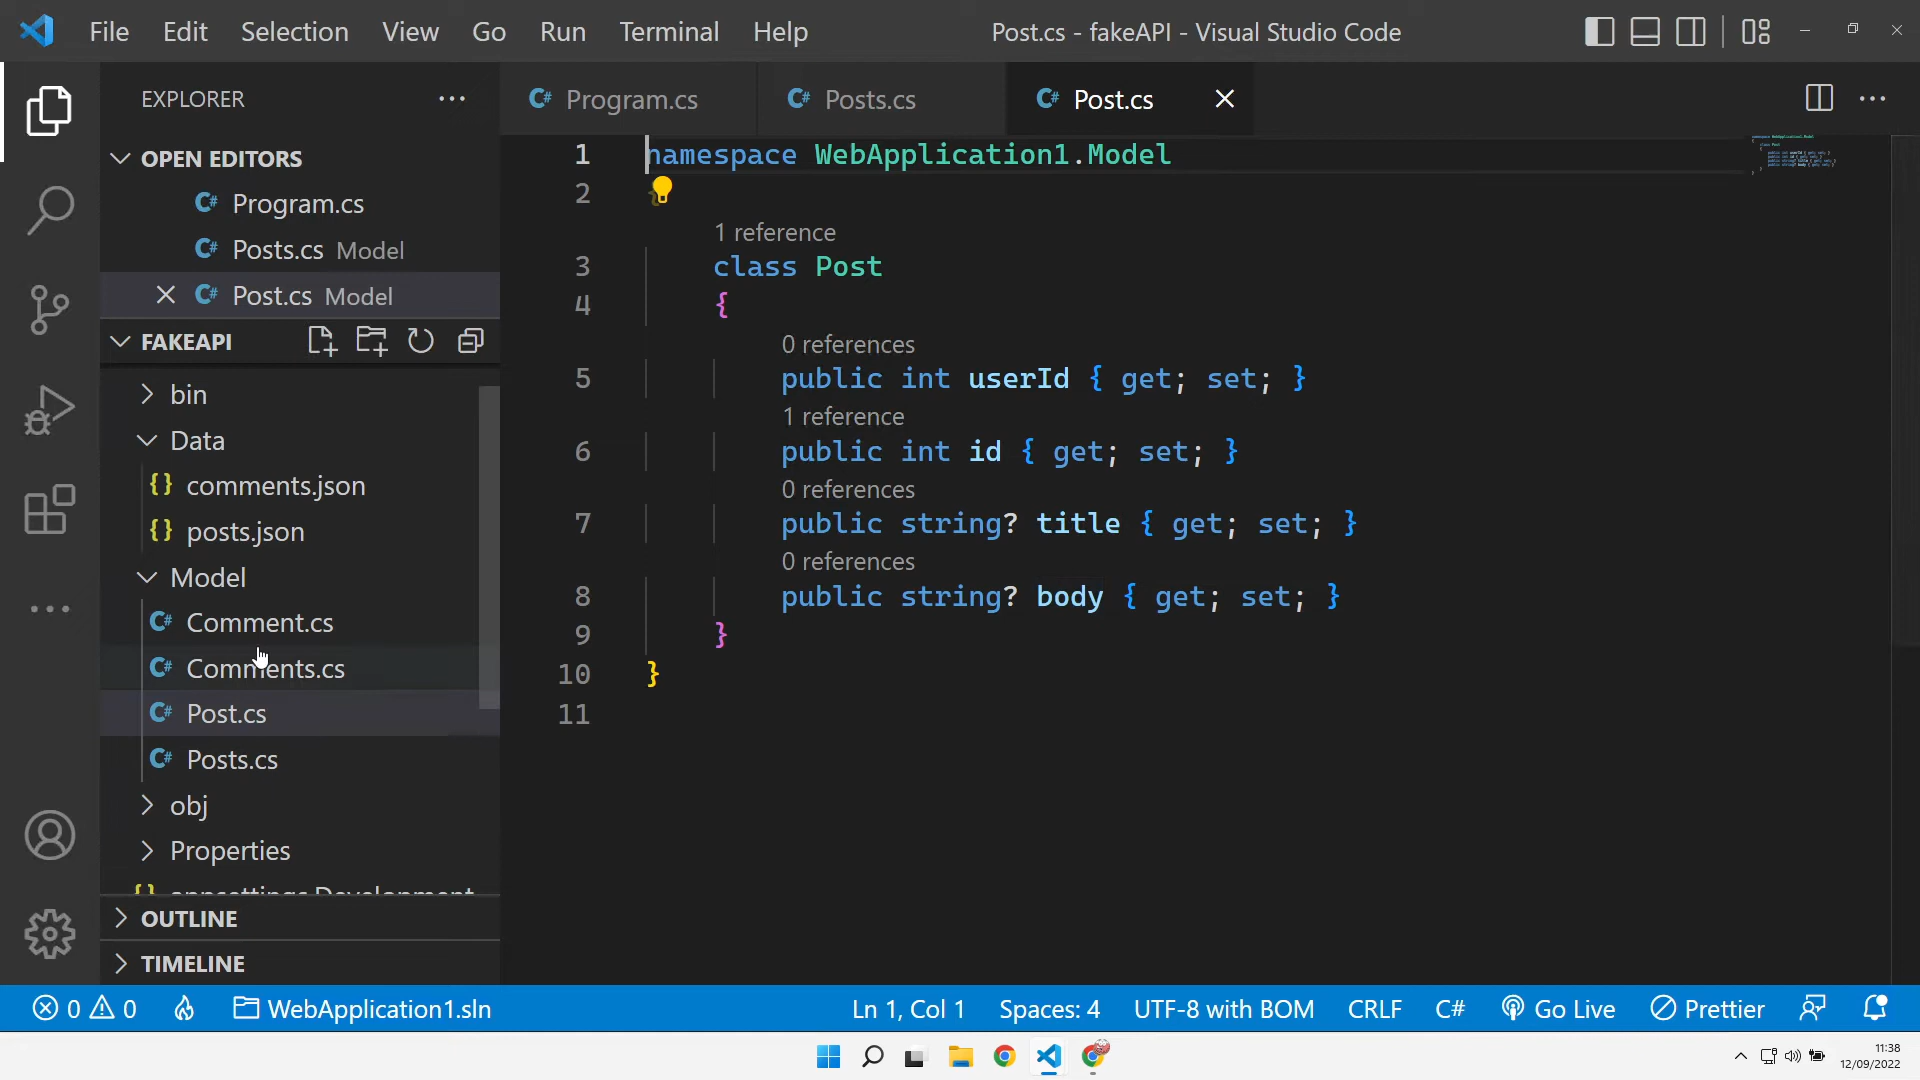 File Edit Selection View Go Run Terminal Help Post.cs - fakeAPI - Visual Studio Code
EXPLORER
OPEN EDITORS
Program.cs
Posts.cs Model
Post.cs Model
FAKEAPI
bin
Data
{} comments.json
{} posts.json
Model
C# Comment.cs
C# Comments.cs
C# Post.cs
C# Posts.cs
obj
Properties
appsettings.Development
OUTLINE
TIMELINE
Program.cs Posts.cs Post.cs
1 namespace WebApplication1.Model
2 {
1 reference
3 class Post
4 {
0 references
5 public int userId { get; set; }
1 reference
6 public int id { get; set; }
0 references
7 public string? title { get; set; }
0 references
8 public string? body { get; set; }
9 }
10 }
11
0 0 WebApplication1.sln Ln 1, Col 1 Spaces: 4 UTF-8 with BOM CRLF C# Go Live Prettier
11:38
12/09/2022